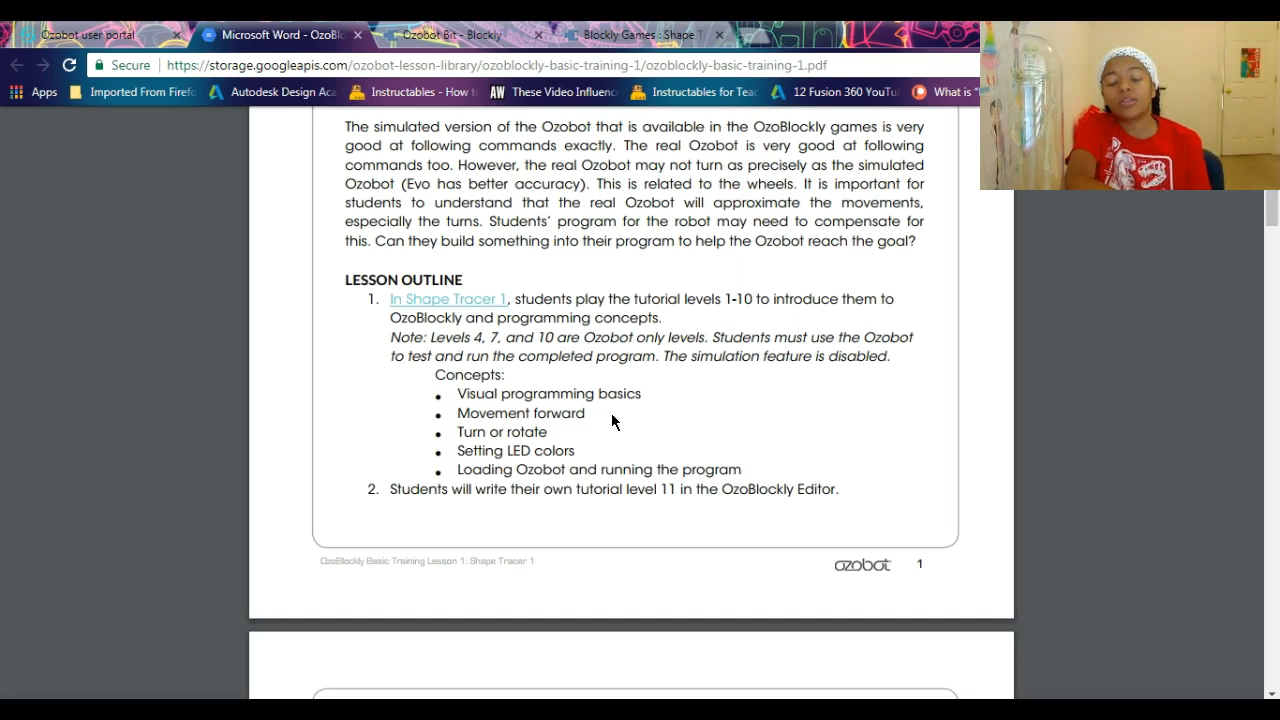 Ozobot user portal
Microsoft Word - OzoBlo
Ozobot Bit - Blockly
Blockly Games : Shape T
Secure https://storage.googleapis.com/ozobot-lesson-library/ozoblockly-basic-training-1/ozoblockly-basic-training-1.pdf
Apps Imported From Firefo Autodesk Design Aca Instructables - How t AW These Video Influenc Instructables for Teac 12 Fusion 360 YouTu What is "
The simulated version of the Ozobot that is available in the OzoBlockly games is very
good at following commands exactly. The real Ozobot is very good at following
commands too. However, the real Ozobot may not turn as precisely as the simulated
Ozobot (Evo has better accuracy). This is related to the wheels. It is important for
students to understand that the real Ozobot will approximate the movements,
especially the turns. Students' program for the robot may need to compensate for
this. Can they build something into their program to help the Ozobot reach the goal?
LESSON OUTLINE
1. In Shape Tracer 1, students play the tutorial levels 1-10 to introduce them to
OzoBlockly and programming concepts.
Note: Levels 4, 7, and 10 are Ozobot only levels. Students must use the Ozobot
to test and run the completed program. The simulation feature is disabled.
Concepts:
• Visual programming basics
• Movement forward
• Turn or rotate
• Setting LED colors
• Loading Ozobot and running the program
2. Students will write their own tutorial level 11 in the OzoBlockly Editor.
OzoBlockly Basic Training Lesson 1: Shape Tracer 1
ozobot 1